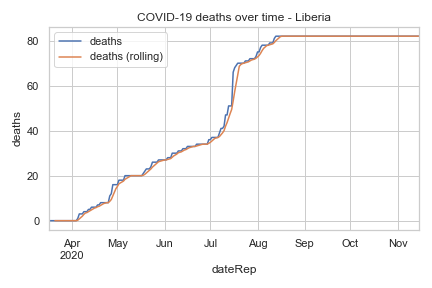 COVID-19 deaths over time - Liberia
deaths
deaths (rolling)
80
60
40
20
0
deaths
Apr
2020
May
Jun
Jul
Aug
Sep
Oct
Nov
dateRep